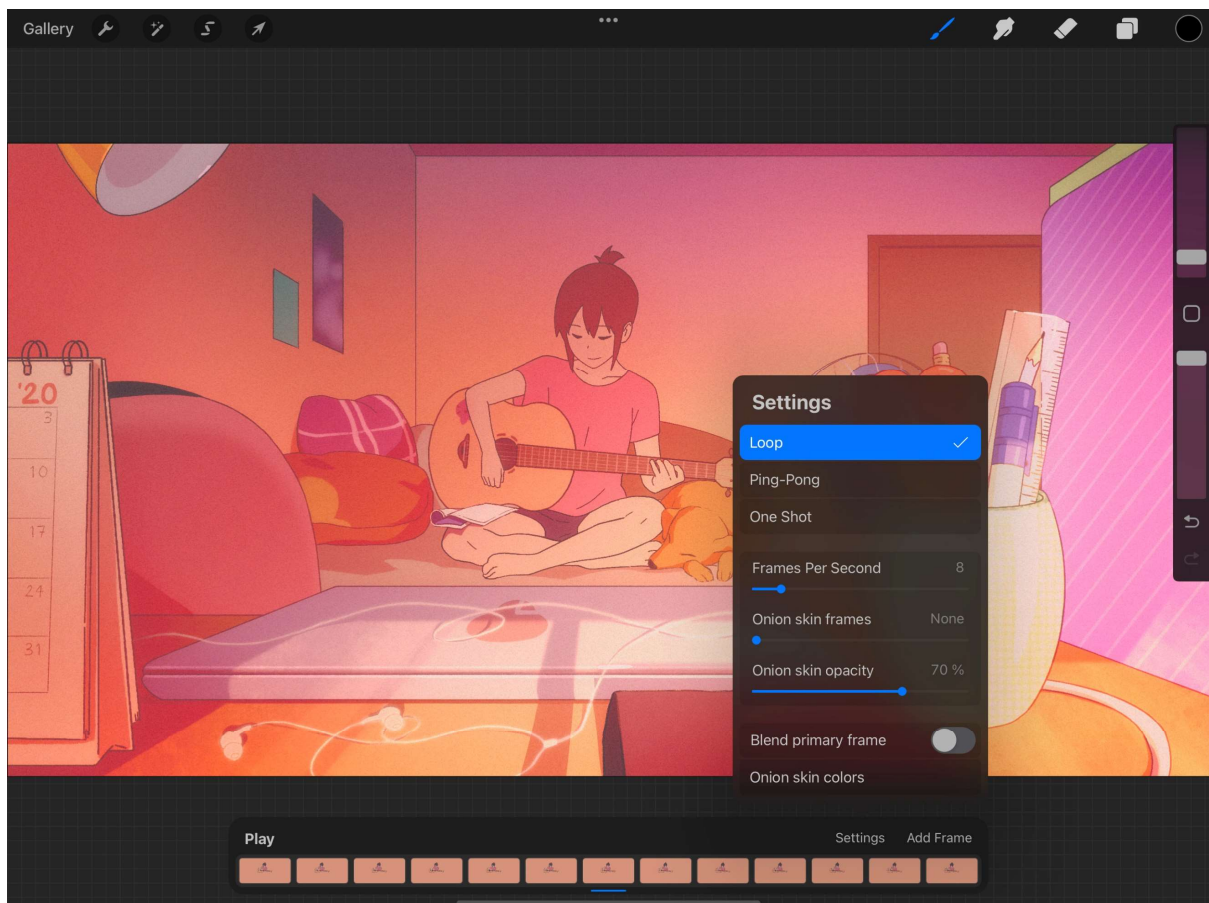 Gallery
'20
3
10
17
24
31
Settings
Loop
Ping-Pong
One Shot
Frames Per Second 8
Onion skin frames None
Onion skin opacity 70 %
Blend primary frame
Onion skin colors
Play Settings Add Frame